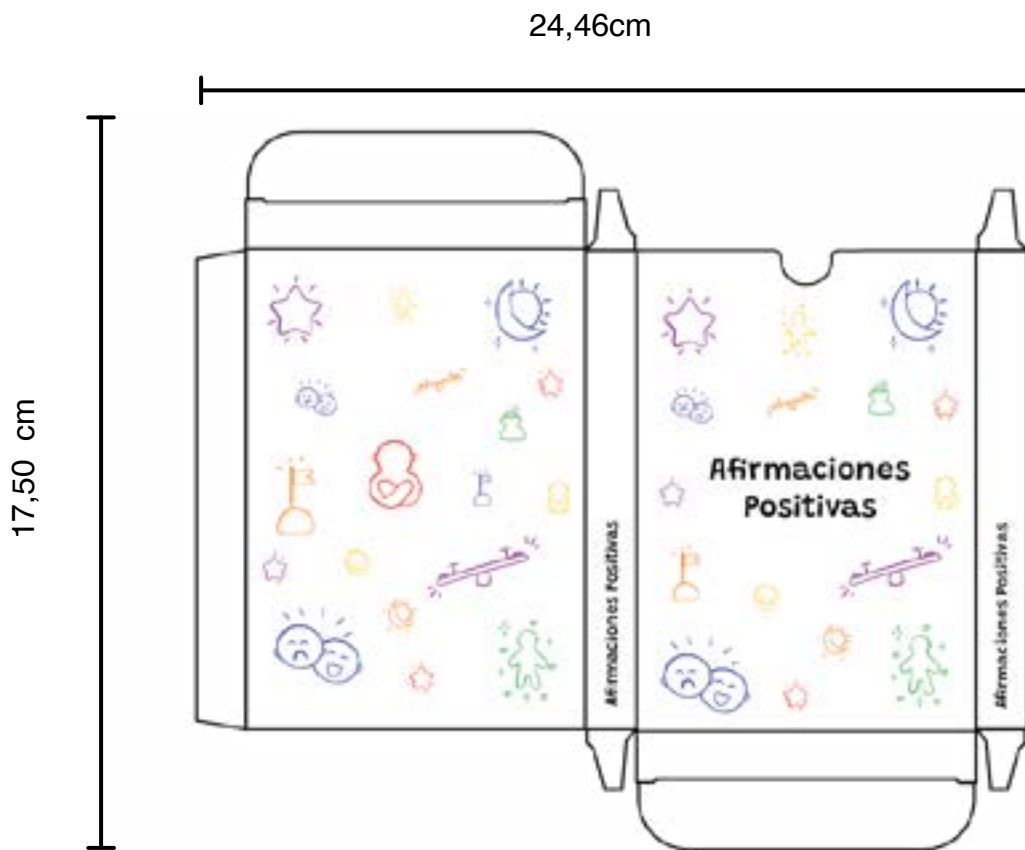 24,46cm
17,50 cm
Afirmaciones
Positivas
Afirmaciones Positivas
Afirmaciones Positivas